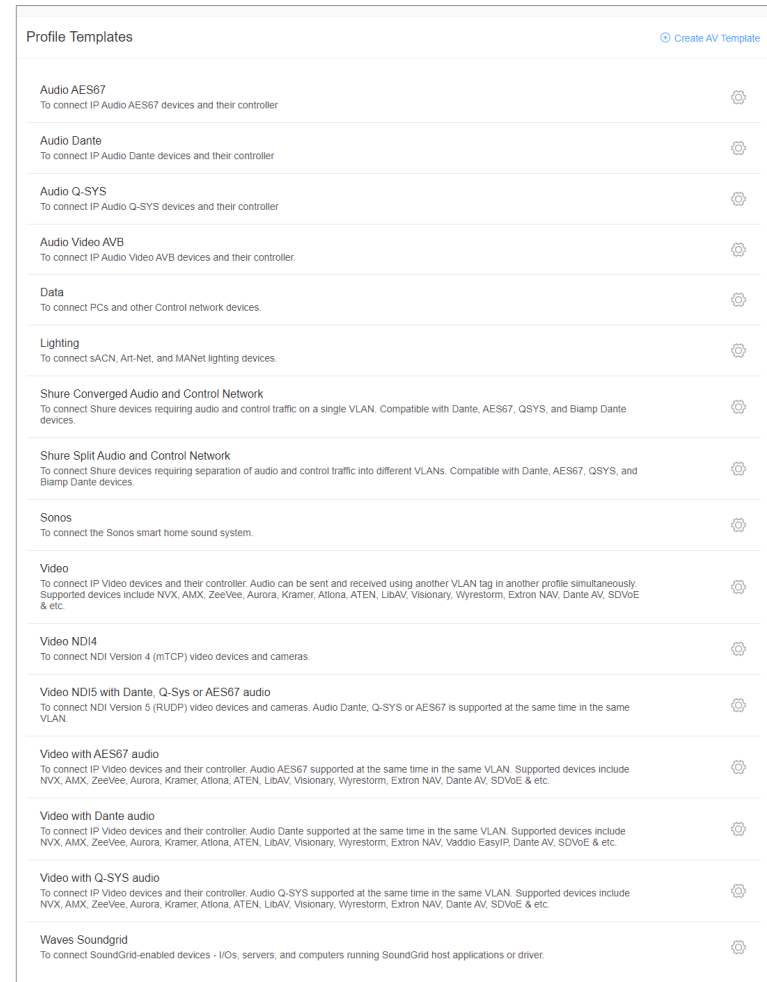 Profile Templates
Create AV Template
Audio AES67
To connect IP Audio AES67 devices and their controller
Audio Dante
To connect IP Audio Dante devices and their controller
Audio Q-SYS
To connect IP Audio Q-SYS devices and their controller
Audio Video AVB
To connect IP Audio Video AVB devices and their controller.
Data
To connect PCs and other Control network devices.
Lighting
To connect sACN, Art-Net, and MANet lighting devices.
Shure Converged Audio and Control Network
To connect Shure devices requiring audio and control traffic on a single VLAN. Compatible with Dante, AES67, QSYS, and Biamp Dante
devices.
Shure Split Audio and Control Network
To connect Shure devices requiring separation of audio and control traffic into different VLANs. Compatible with Dante, AES67, QSYS, and
Biamp Dante devices.
Sonos
To connect the Sonos smart home sound system.
Video
To connect IP Video devices and their controller. Audio can be sent and received using another VLAN tag in another profile simultaneously.
Supported devices include NVX, AMX, ZeeVee, Aurora, Kramer, Atlona, ATEN, LibAV, Visionary, Wyrestorm, Extron NAV, Dante AV, SDVoE
& etc.
Video NDI4
To connect NDI Version 4 (mTCP) video devices and cameras.
Video NDI5 with Dante, Q-Sys or AES67 audio
To connect NDI Version 5 (RUDP) video devices and cameras. Audio Dante, Q-SYS or AES67 is supported at the same time in the same
VLAN.
Video with AES67 audio
To connect IP Video devices and their controller. Audio AES67 supported at the same time in the same VLAN. Supported devices include
NVX, AMX, ZeeVee, Aurora, Kramer, Atlona, ATEN, LibAV, Visionary, Wyrestorm, Extron NAV, Dante AV, SDVoE & etc.
Video with Dante audio
To connect IP Video devices and their controller. Audio Dante supported at the same time in the same VLAN. Supported devices include
NVX, AMX, ZeeVee, Aurora, Kramer, Atlona, ATEN, LibAV, Visionary, Wyrestorm, Extron NAV, Vaddio EasyIP, Dante AV, SDVoE & etc.
Video with Q-SYS audio
To connect IP Video devices and their controller. Audio Q-SYS supported at the same time in the same VLAN. Supported devices include
NVX, AMX, ZeeVee, Aurora, Kramer, Atlona, ATEN, LibAV, Visionary, Wyrestorm, Extron NAV, Dante AV, SDVoE & etc.
Waves Soundgrid
To connect SoundGrid-enabled devices - I/Os, servers, and computers running SoundGrid host applications or driver.